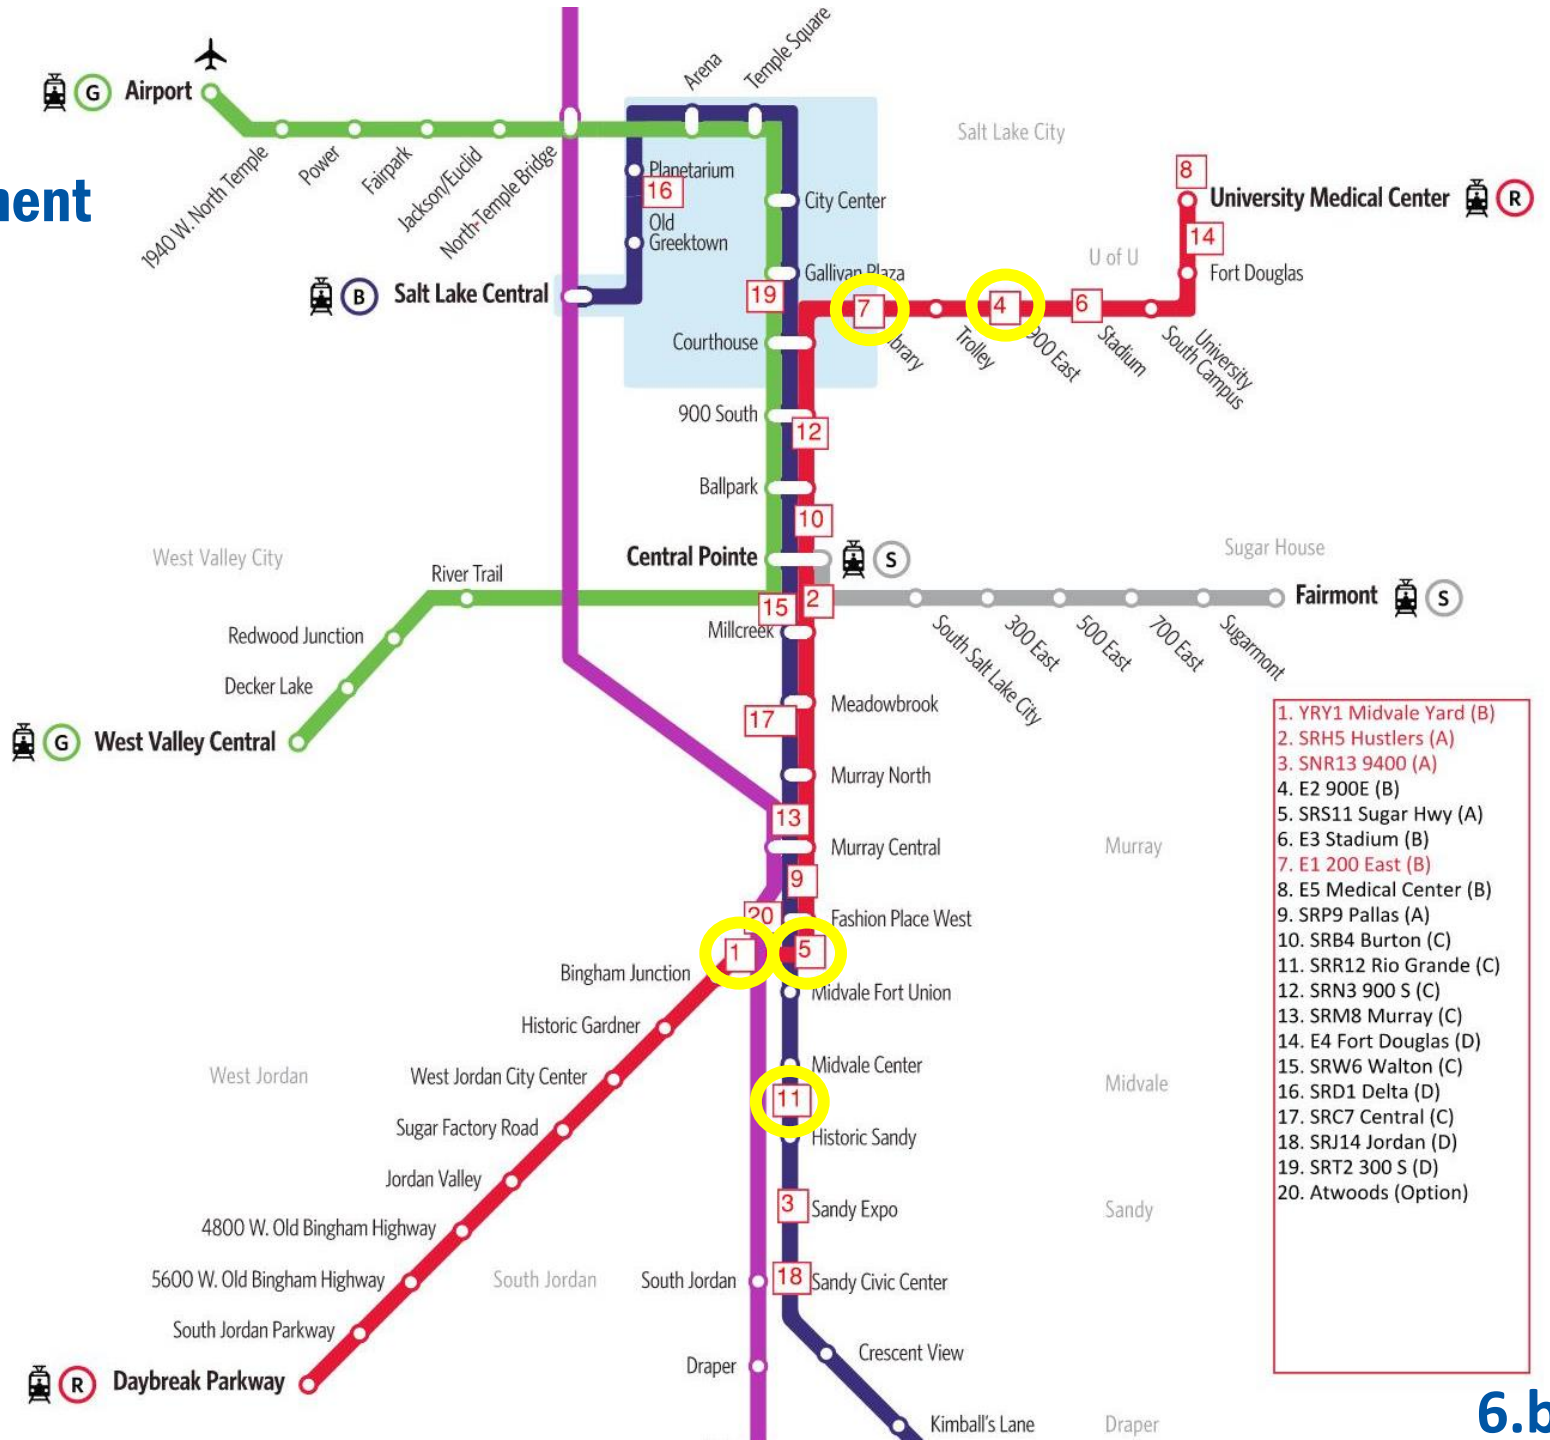 Temple Square
Arena
G Airport
Salt Lake City
1940 W. North Temple
Power
Fairpark
Jackson/Euclid
North Temple Bridge
Planetarium
16
8
University Medical Center R
ment
City Center
Old
Greektown
14
U of U
Fort Douglas
Gallivan Plaza
B Salt Lake Central
19
7
4
6
Courthouse
Trolley
900 East
Stadium
University
South Campus
900 South
12
Ballpark
10
Central Pointe
S
West Valley City
Sugar House
River Trail
15
2
Fairmont S
Redwood Junction
Millcreek
South Salt Lake City
300 East
500 East
700 East
Sugarmont
Decker Lake
Meadowbrook
17
G West Valley Central
Murray North
13
Murray Central
Murray
9
20
Fashion Place West
1
5
Bingham Junction
Midvale Fort Union
Historic Gardner
West Jordan
West Jordan City Center
Midvale Center
Midvale
11
Sugar Factory Road
Historic Sandy
Jordan Valley
3
Sandy Expo
Sandy
4800 W. Old Bingham Highway
5600 W. Old Bingham Highway
South Jordan
South Jordan
18
Sandy Civic Center
South Jordan Parkway
Crescent View
Draper
R Daybreak Parkway
Kimball's Lane
Draper
1. YRY1 Midvale Yard (B)
2. SRH5 Hustlers (A)
3. SNR13 9400 (A)
4. E2 900E (B)
5. SRS11 Sugar Hwy (A)
6. E3 Stadium (B)
7. E1 200 East (B)
8. E5 Medical Center (B)
9. SRP9 Pallas (A)
10. SRB4 Burton (C)
11. SRR12 Rio Grande (C)
12. SRN3 900 S (C)
13. SRM8 Murray (C)
14. E4 Fort Douglas (D)
15. SRW6 Walton (C)
16. SRD1 Delta (D)
17. SRC7 Central (C)
18. SRJ14 Jordan (D)
19. SRT2 300 S (D)
20. Atwoods (Option)
6.b